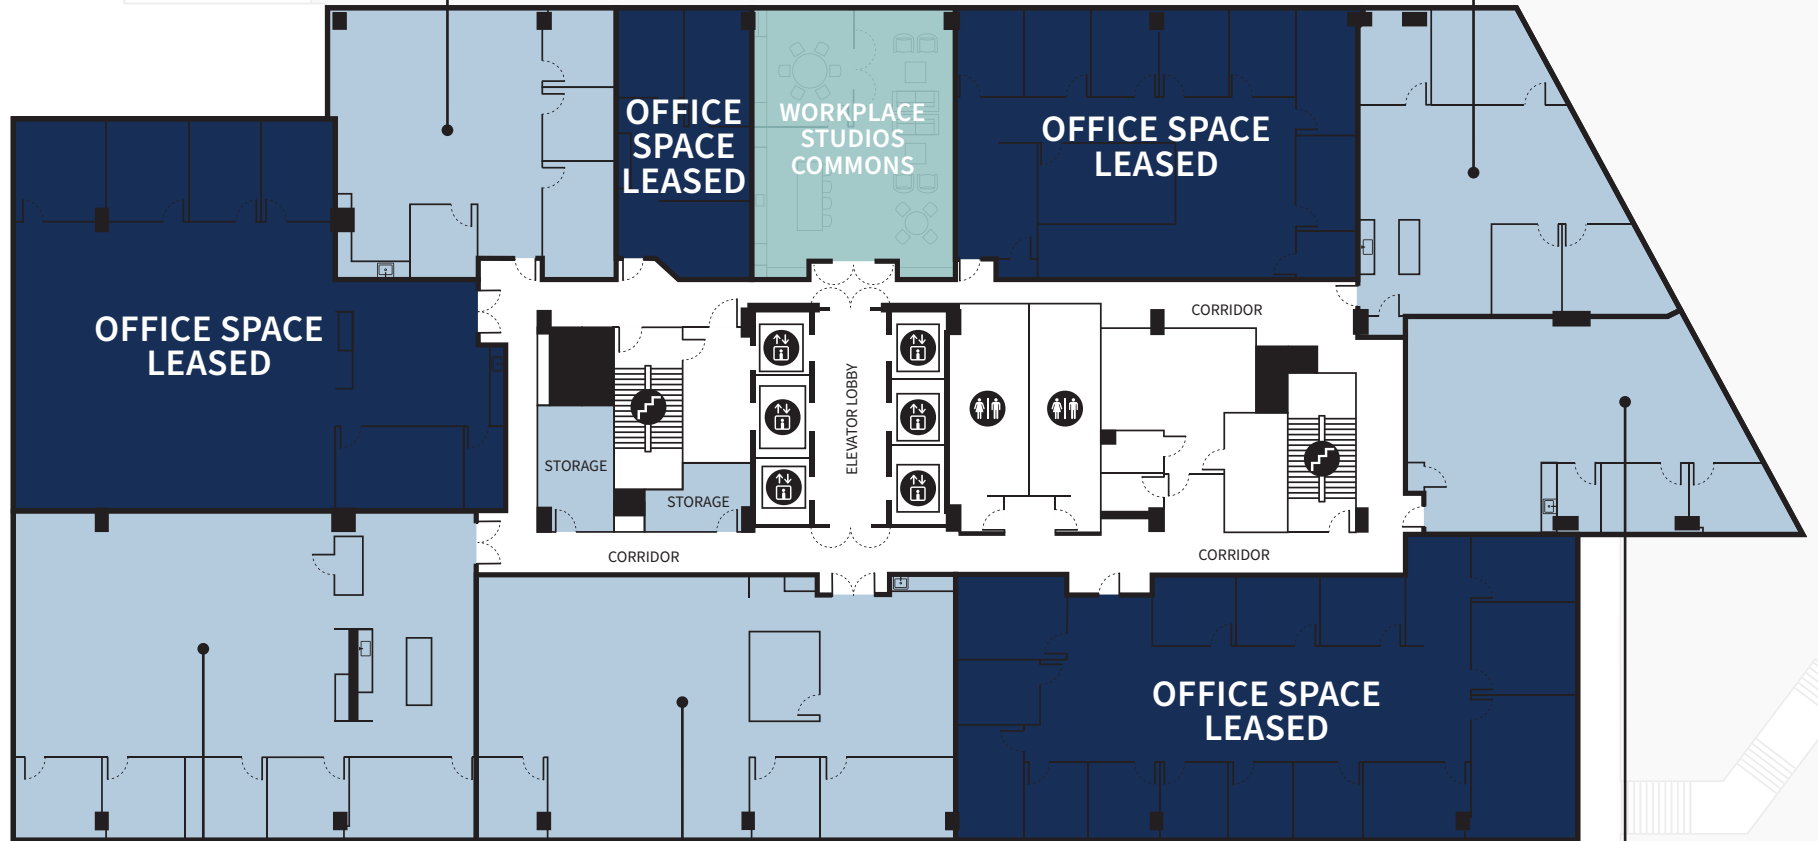 OFFICE
SPACE
LEASED
WORKPLACE
STUDIOS
COMMONS
OFFICE SPACE
LEASED
OFFICE SPACE
LEASED
CORRIDOR
ELEVATOR LOBBY
STORAGE
STORAGE
CORRIDOR
CORRIDOR
OFFICE SPACE
LEASED